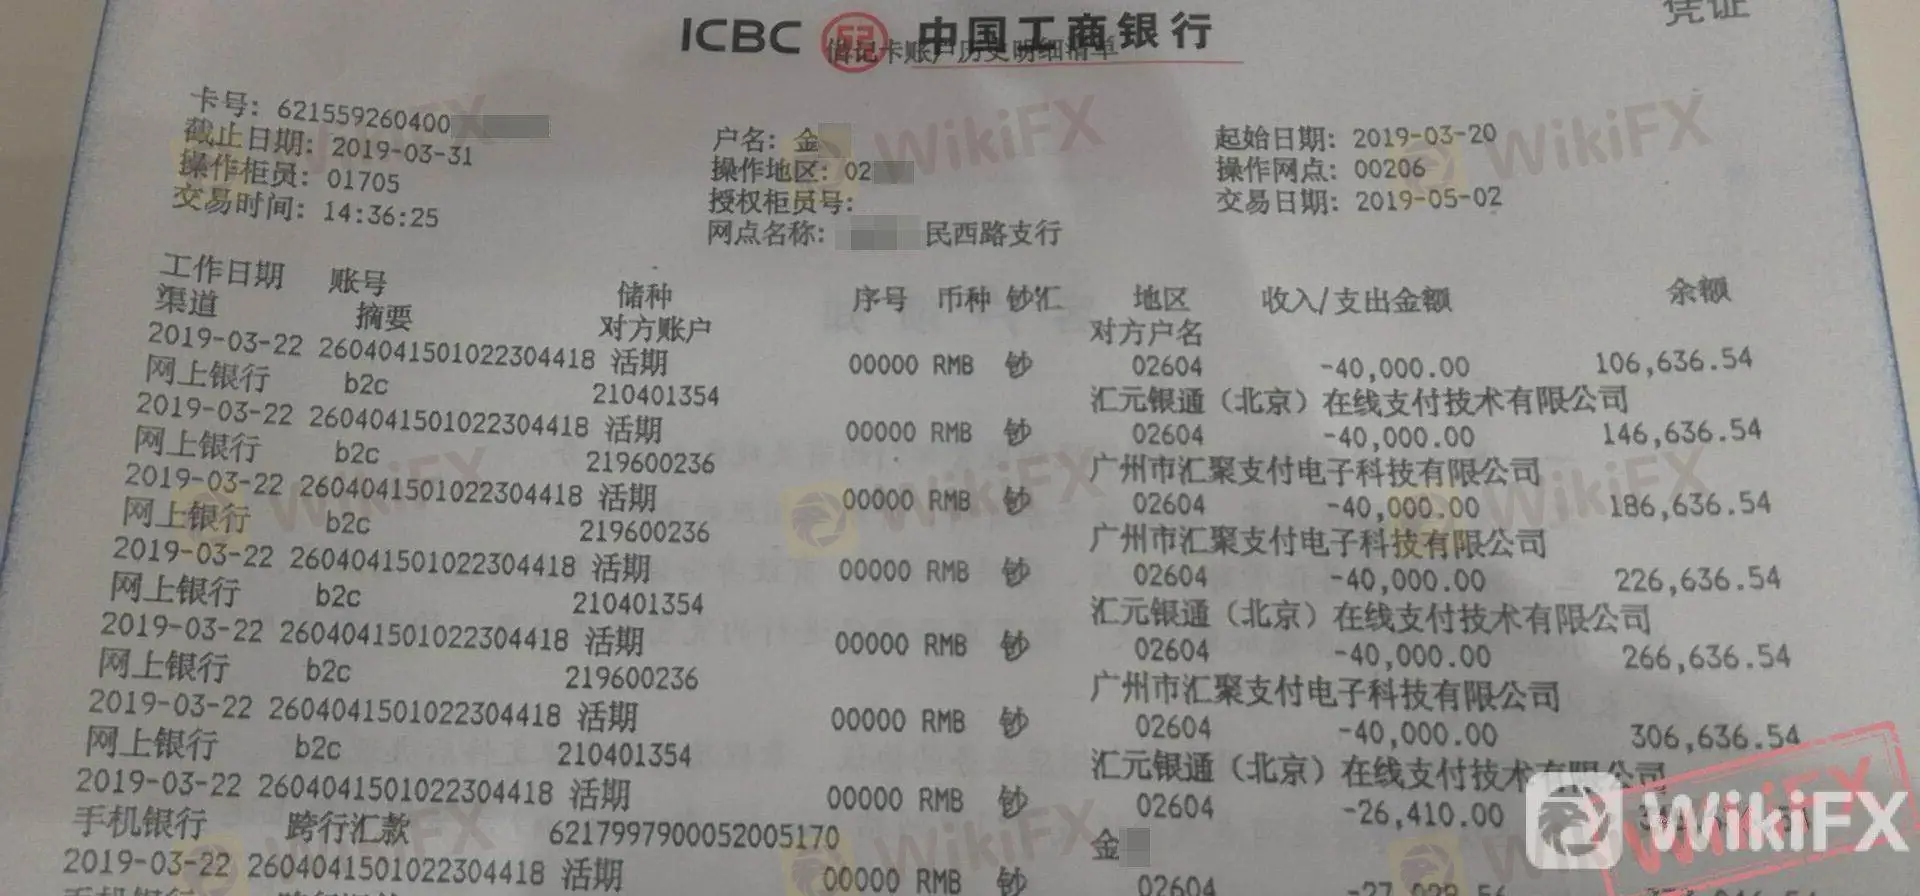 凭证
ICBC 中国工商银行
借记卡账户历史明细清单
卡号: 621559260400
截止日期: 2019-03-31
操作柜员: 01705
交易时间: 14:36:25
户名: 金
操作地区: 02
授权柜员号:
网点名称: 民西路支行
起始日期: 2019-03-20
操作网点: 00206
交易日期: 2019-05-02
工作日期 账号 储种 序号 币种 钞汇 地区 收入/支出金额 余额
渠道 摘要 对方账户 对方户名
2019-03-22 2604041501022304418 活期 00000 RMB 钞 02604 -40,000.00 106,636.54
网上银行 b2c 210401354 汇元银通（北京）在线支付技术有限公司
2019-03-22 2604041501022304418 活期 00000 RMB 钞 02604 -40,000.00 146,636.54
网上银行 b2c 219600236 广州市汇聚支付电子科技有限公司
2019-03-22 2604041501022304418 活期 00000 RMB 钞 02604 -40,000.00 186,636.54
网上银行 b2c 219600236 广州市汇聚支付电子科技有限公司
2019-03-22 2604041501022304418 活期 00000 RMB 钞 02604 -40,000.00 226,636.54
网上银行 b2c 210401354 汇元银通（北京）在线支付技术有限公司
2019-03-22 2604041501022304418 活期 00000 RMB 钞 02604 -40,000.00 266,636.54
网上银行 b2c 219600236 广州市汇聚支付电子科技有限公司
2019-03-22 2604041501022304418 活期 00000 RMB 钞 02604 -40,000.00 306,636.54
网上银行 b2c 210401354 汇元银通（北京）在线支付技术有限公司
2019-03-22 2604041501022304418 活期 00000 RMB 钞 02604 -26,410.00
手机银行 跨行汇款 6217997900052005170 金
2019-03-22 2604041501022304418 活期 00000 RMB 钞 02604
手机银行
WikiFX